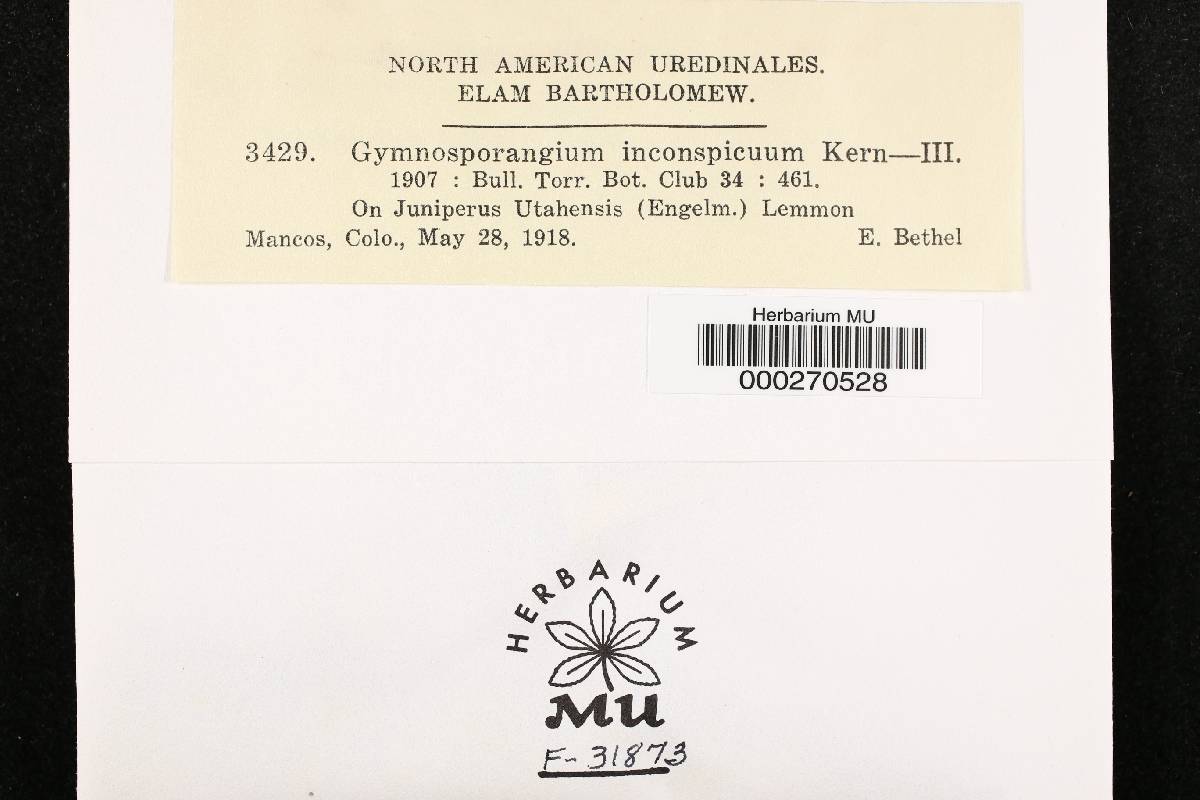 NORTH AMERICAN UREDINALES.
ELAM BARTHOLOMEW.
3429. Gymnosporangium inconspicuum Kern—III.
1907 : Bull. Torr. Bot. Club 34 : 461.
On Juniperus Utahensis (Engelm.) Lemmon
Mancos, Colo., May 28, 1918. E. Bethel
Herbarium MU
000270528
HERBARIUM
MU
F- 31873